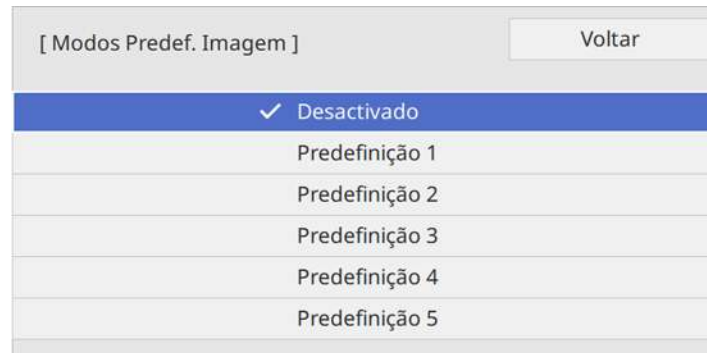 [ Modos Predef. Imagem ] Voltar
✓ Desactivado
Predefinição 1
Predefinição 2
Predefinição 3
Predefinição 4
Predefinição 5